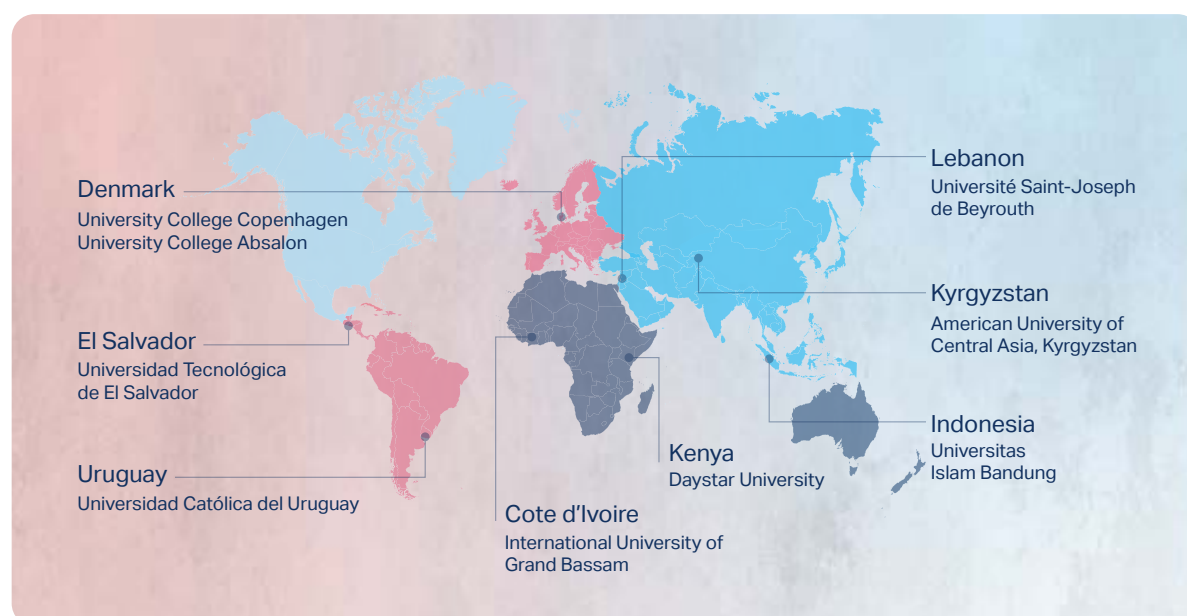 Denmark
University College Copenhagen
University College Absalon
El Salvador
Universidad Tecnológica
de El Salvador
Uruguay
Universidad Católica del Uruguay
Cote d’Ivoire
International University of
Grand Bassam
Kenya
Daystar University
Lebanon
Université Saint-Joseph
de Beyrouth
Kyrgyzstan
American University of
Central Asia, Kyrgyzstan
Indonesia
Universitas
Islam Bandung